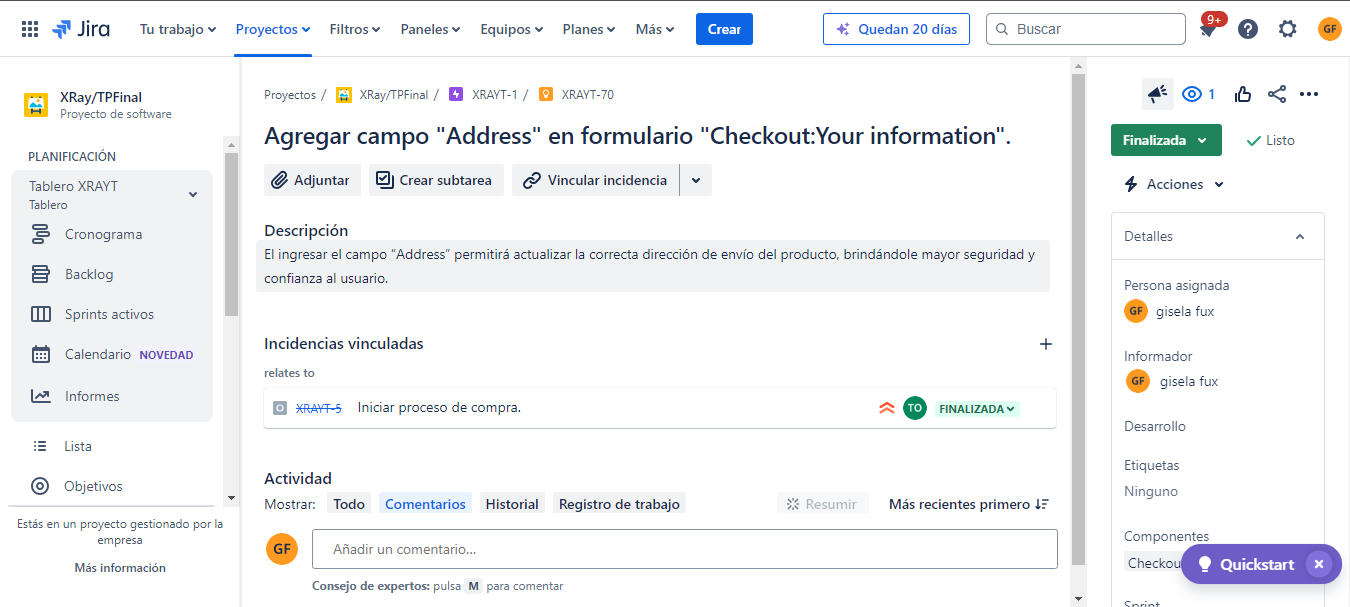 Jira Tu trabajo Proyectos Filtros Paneles Equipos Planes Más Crear Quedan 20 días Buscar 9+ GF
XRay/TPFinal
Proyecto de software
PLANIFICACIÓN
Tablero XRAYT
Tablero
Cronograma
Backlog
Sprints activos
Calendario NOVEDAD
Informes
Lista
Objetivos
Estás en un proyecto gestionado por la
empresa
Más información
Proyectos / XRay/TPFinal / XRAYT-1 / XRAYT-70
Agregar campo "Address" en formulario "Checkout:Your information".
Adjuntar Crear subtarea Vincular incidencia
Descripción
El ingresar el campo “Address” permitirá actualizar la correcta dirección de envío del producto, brindándole mayor seguridad y
confianza al usuario.
Incidencias vinculadas
relates to
XRAYT-5 Iniciar proceso de compra. TO FINALIZADA
Actividad
Mostrar: Todo Comentarios Historial Registro de trabajo Resumir Más recientes primero
GF Añadir un comentario...
Consejo de expertos: pulsa M para comentar
1
Finalizada Listo
Acciones
Detalles
Persona asignada
GF gisela fux
Informador
GF gisela fux
Desarrollo
Etiquetas
Ninguno
Componentes
Checkou
Quickstart
Sprint